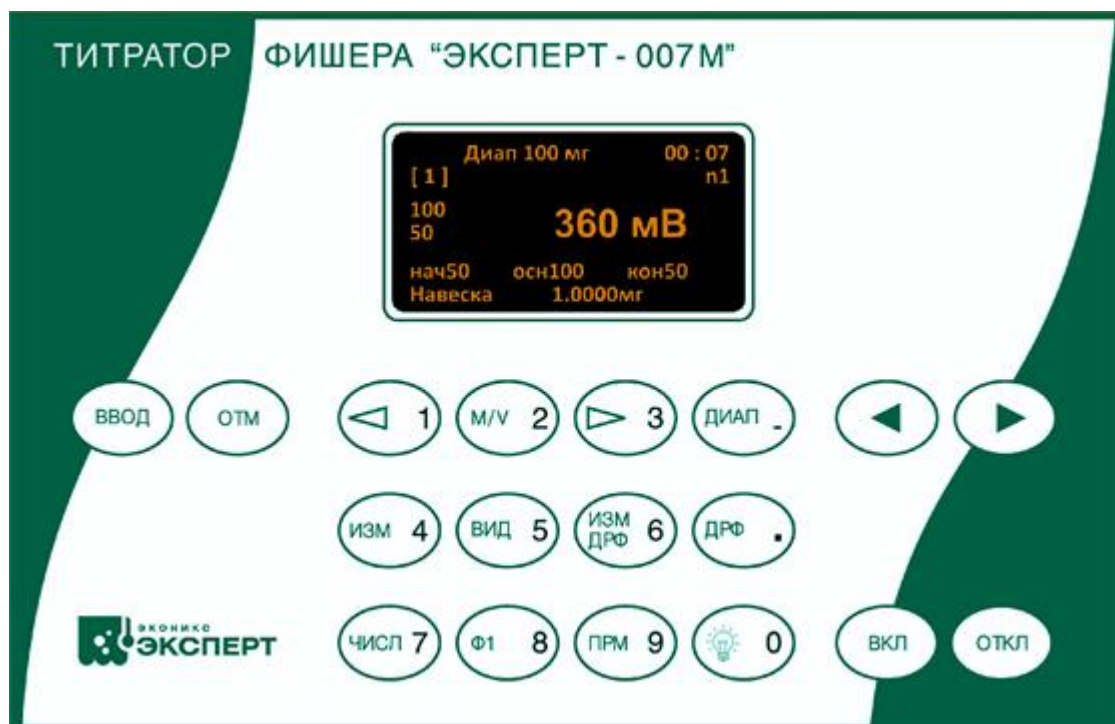 ТИТРАТОР ФИШЕРА "ЭКСПЕРТ - 007М"
Диап 100 мг 00 : 07
[ 1 ] n1
100
50
360 мВ
нач50 осн100 кон50
Навеска 1.0000мг
ВВОД ОТМ 1 M/V 2 3 ДИАП -
ИЗМ 4 ВИД 5 ИЗМ ДРФ 6 ДРФ .
эконикс
ЭКСПЕРТ
ЧИСЛ 7 Ф1 8 ПРМ 9 0 ВКЛ ОТКЛ